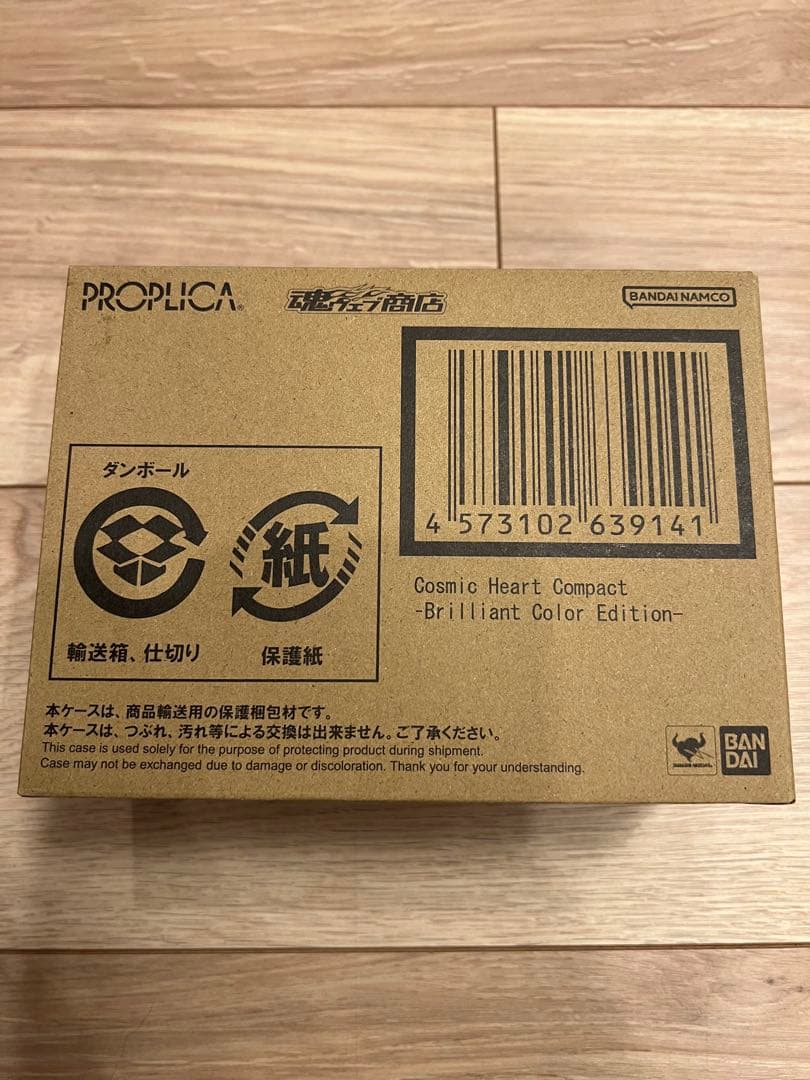 PROPLICA®
魂ウェブ商店
BANDAI NAMCO
4 573102 639141
Cosmic Heart Compact
-Brilliant Color Edition-
ダンボール
紙
輸送箱、仕切り
保護紙
本ケースは、商品輸送用の保護梱包材です。
本ケースは、つぶれ、汚れ等による交換は出来ません。ご了承ください。
This case is used solely for the purpose of protecting product during shipment.
Case may not be exchanged due to damage or discoloration. Thank you for your understanding.
BAN
DAI